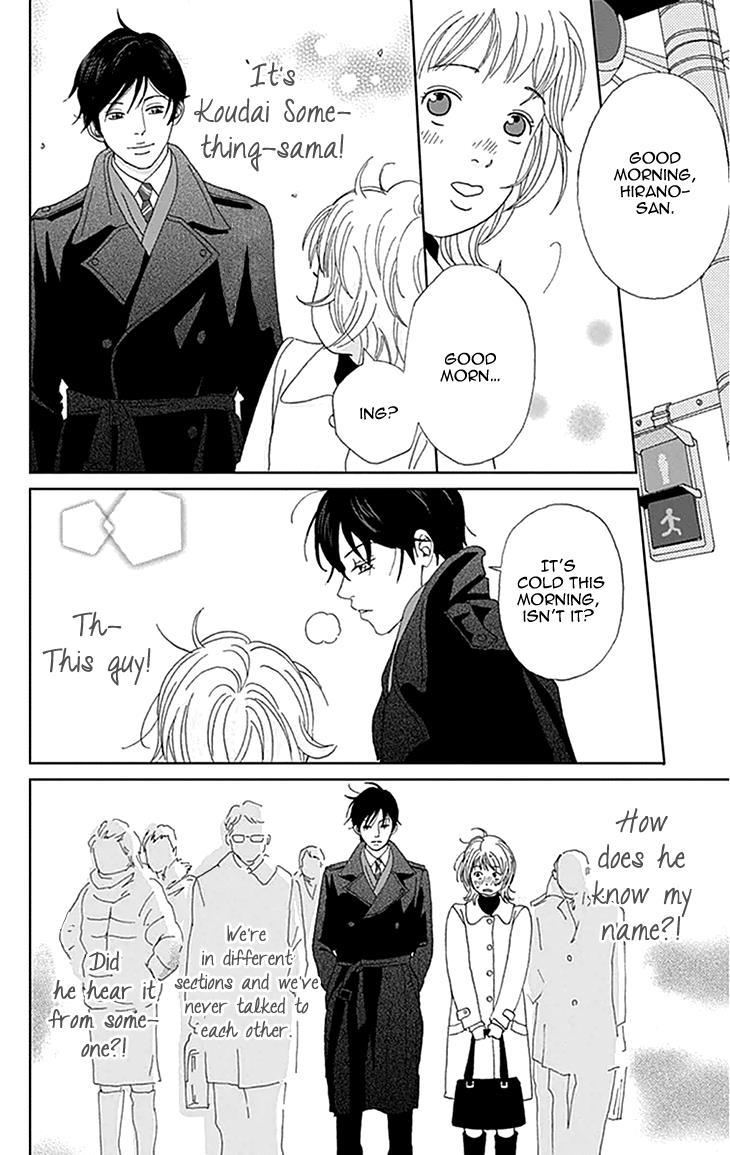 GOOD
MORNING,
HIRANO-
SAN.
GOOD
MORN...
ING?
It's
Koudai Some-
thing-sama!
IT'S
COLD THIS
MORNING,
ISN'T IT?
Th-
This guy!
How
does he
know my
name?!
We're
in different
sections and we've
never talked to
each other.
Did
he hear it
from some-
one?!